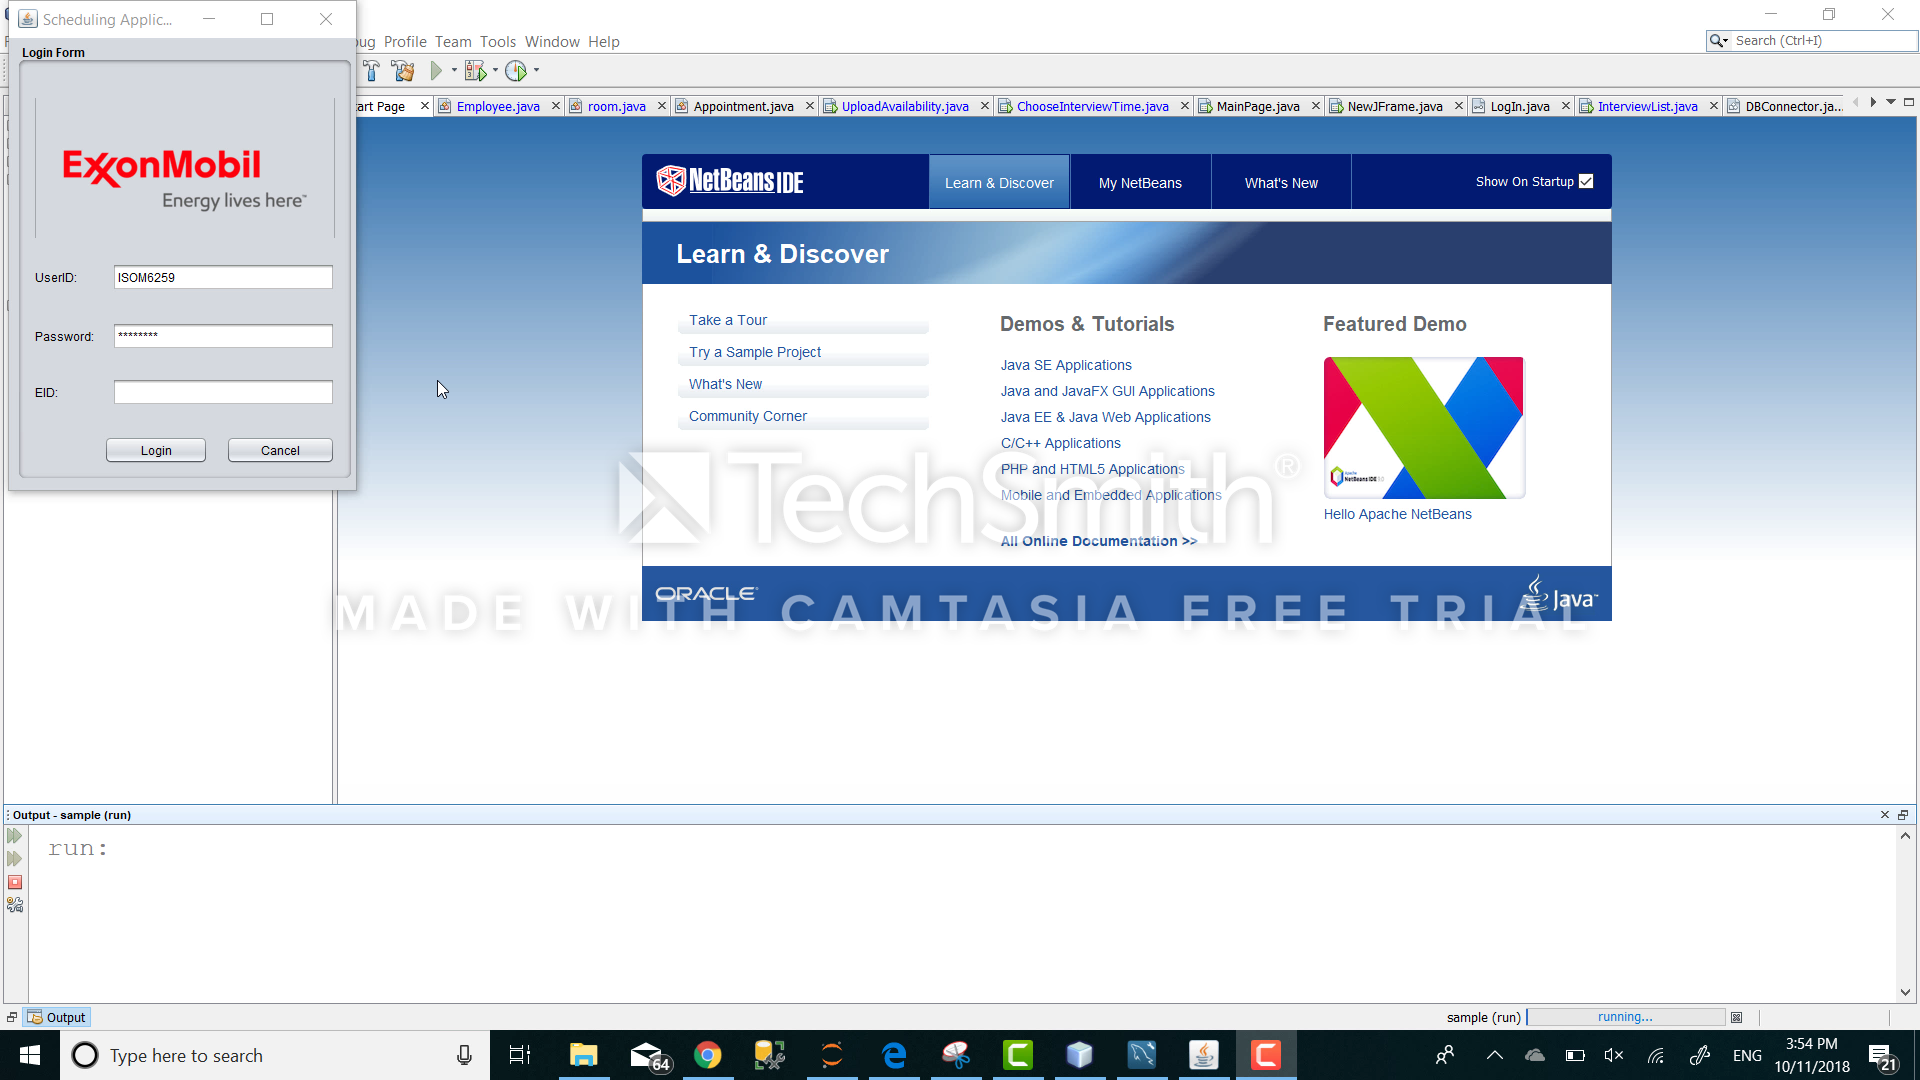 Scheduling Applic...
Login Form
ExxonMobil
Energy lives here™
UserID: ISOM6259
Password: ********
EID:
Login Cancel
Profile Team Tools Window Help
Search (Ctrl+I)
Employee.java room.java Appointment.java UploadAvailability.java ChooseInterviewTime.java MainPage.java NewJFrame.java LogIn.java InterviewList.java DBConnector.ja...
NetBeans IDE
Learn & Discover My NetBeans What's New Show On Startup
Learn & Discover
Take a Tour
Try a Sample Project
What's New
Community Corner
Demos & Tutorials
Java SE Applications
Java and JavaFX GUI Applications
Java EE & Java Web Applications
C/C++ Applications
PHP and HTML5 Applications
Mobile and Embedded Applications
All Online Documentation >>
Featured Demo
Apache
NetBeans IDE
Hello Apache NetBeans
TechSmith®
ORACLE® Java™
MADE WITH CAMTASIA FREE TRIAL
Output - sample (run)
run:
Output
sample (run) running...
Type here to search
64
ENG
3:54 PM
10/11/2018
21